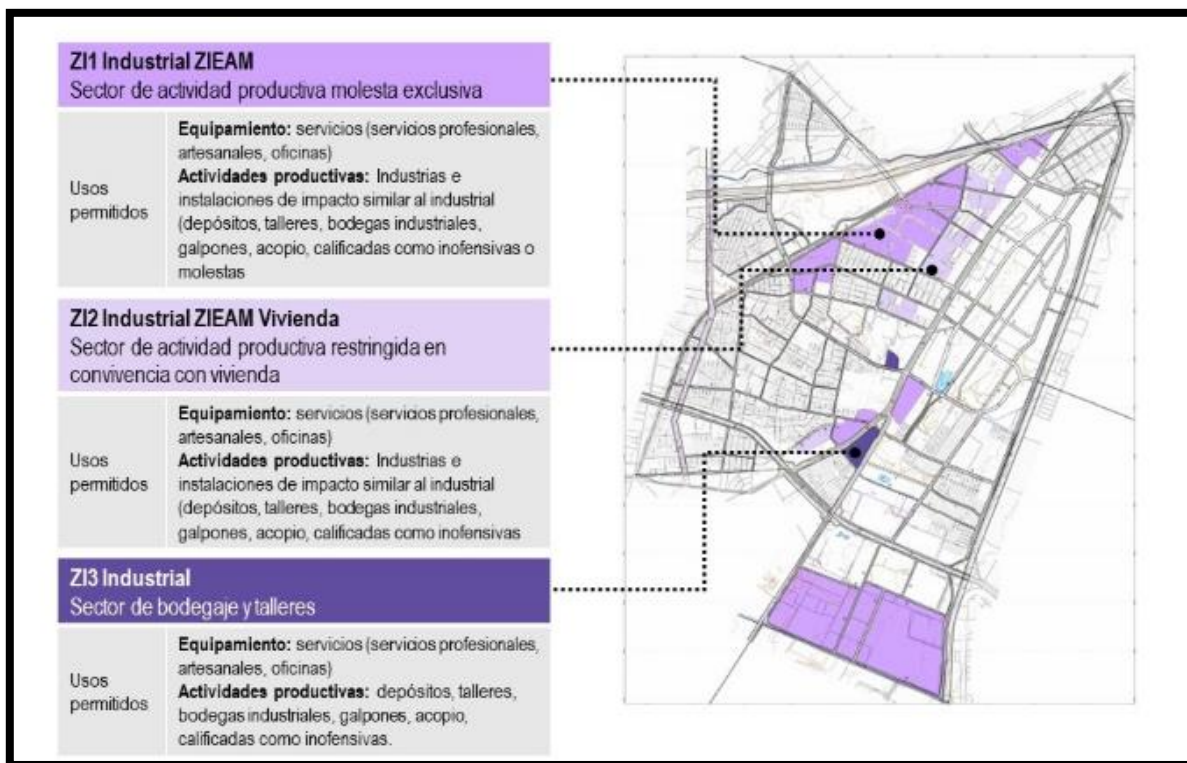 ZI1 Industrial ZIEAM
Sector de actividad productiva molesta exclusiva
Usos
permitidos
Equipamiento: servicios (servicios profesionales,
artesanales, oficinas)
Actividades productivas: Industrias e
instalaciones de impacto similar al industrial
(depósitos, talleres, bodegas industriales,
galpones, acopio, calificadas como inofensivas o
molestas
ZI2 Industrial ZIEAM Vivienda
Sector de actividad productiva restringida en
convivencia con vivienda
Usos
permitidos
Equipamiento: servicios (servicios profesionales,
artesanales, oficinas)
Actividades productivas: Industrias e
instalaciones de impacto similar al industrial
(depósitos, talleres, bodegas industriales,
galpones, acopio, calificadas como inofensivas
ZI3 Industrial
Sector de bodegaje y talleres
Usos
permitidos
Equipamiento: servicios (servicios profesionales,
artesanales, oficinas)
Actividades productivas: depósitos, talleres,
bodegas industriales, galpones, acopio,
calificadas como inofensivas.